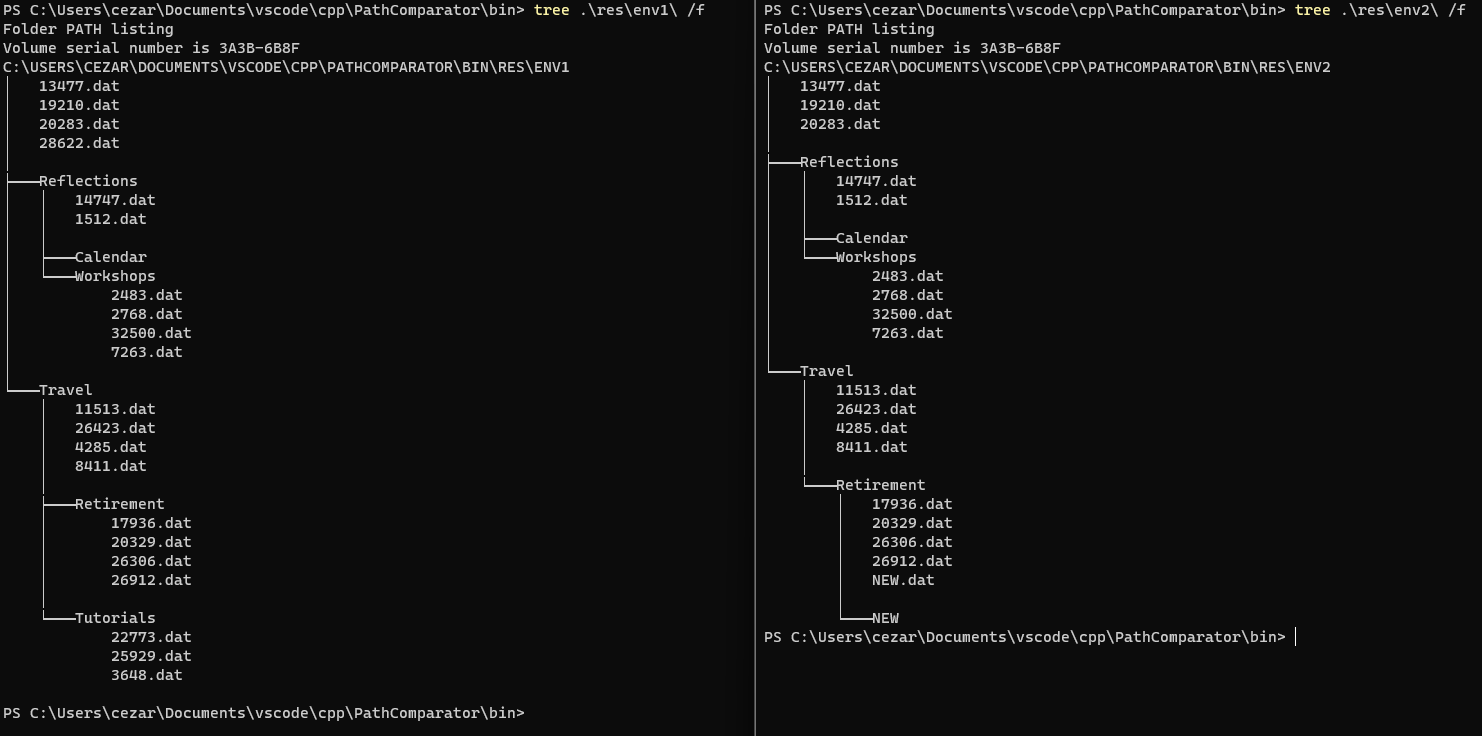 PS C:\Users\cezar\Documents\vscode\cpp\PathComparator\bin> tree .\res\env1\ /f
Folder PATH listing
Volume serial number is 3A3B-6B8F
C:\USERS\CEZAR\DOCUMENTS\VSCODE\CPP\PATHCOMPARATOR\BIN\RES\ENV1
13477.dat
19210.dat
20283.dat
28622.dat
Reflections
14747.dat
1512.dat
Calendar
Workshops
2483.dat
2768.dat
32500.dat
7263.dat
Travel
11513.dat
26423.dat
4285.dat
8411.dat
Retirement
17936.dat
20329.dat
26306.dat
26912.dat
Tutorials
22773.dat
25929.dat
3648.dat
PS C:\Users\cezar\Documents\vscode\cpp\PathComparator\bin>
PS C:\Users\cezar\Documents\vscode\cpp\PathComparator\bin> tree .\res\env2\ /f
Folder PATH listing
Volume serial number is 3A3B-6B8F
C:\USERS\CEZAR\DOCUMENTS\VSCODE\CPP\PATHCOMPARATOR\BIN\RES\ENV2
13477.dat
19210.dat
20283.dat
Reflections
14747.dat
1512.dat
Calendar
Workshops
2483.dat
2768.dat
32500.dat
7263.dat
Travel
11513.dat
26423.dat
4285.dat
8411.dat
Retirement
17936.dat
20329.dat
26306.dat
26912.dat
NEW.dat
NEW
PS C:\Users\cezar\Documents\vscode\cpp\PathComparator\bin>